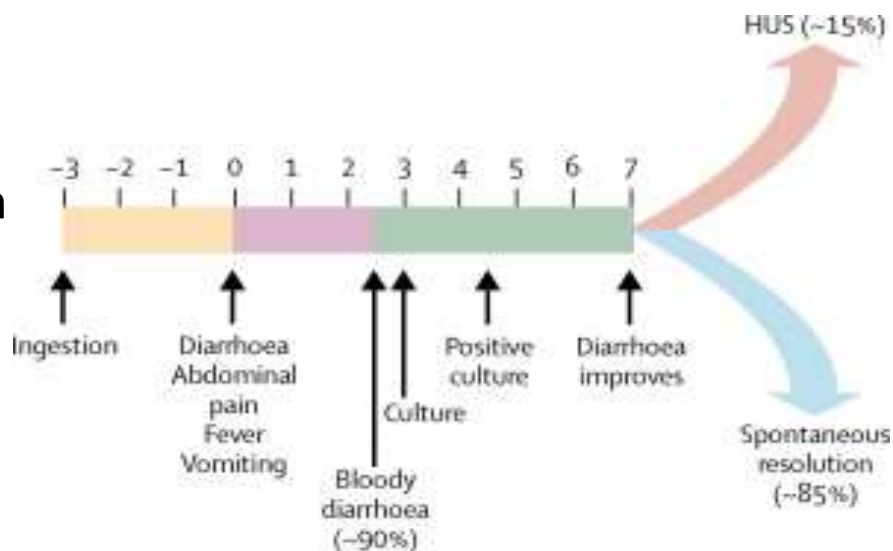 HUS (~15%)
−3 −2 −1 0 1 2 3 4 5 6 7
Ingestion
Diarrhoea
Abdominal
pain
Fever
Vomiting
Bloody
diarrhoea
(~90%)
Culture
Positive
culture
Diarrhoea
improves
Spontaneous
resolution
(~85%)